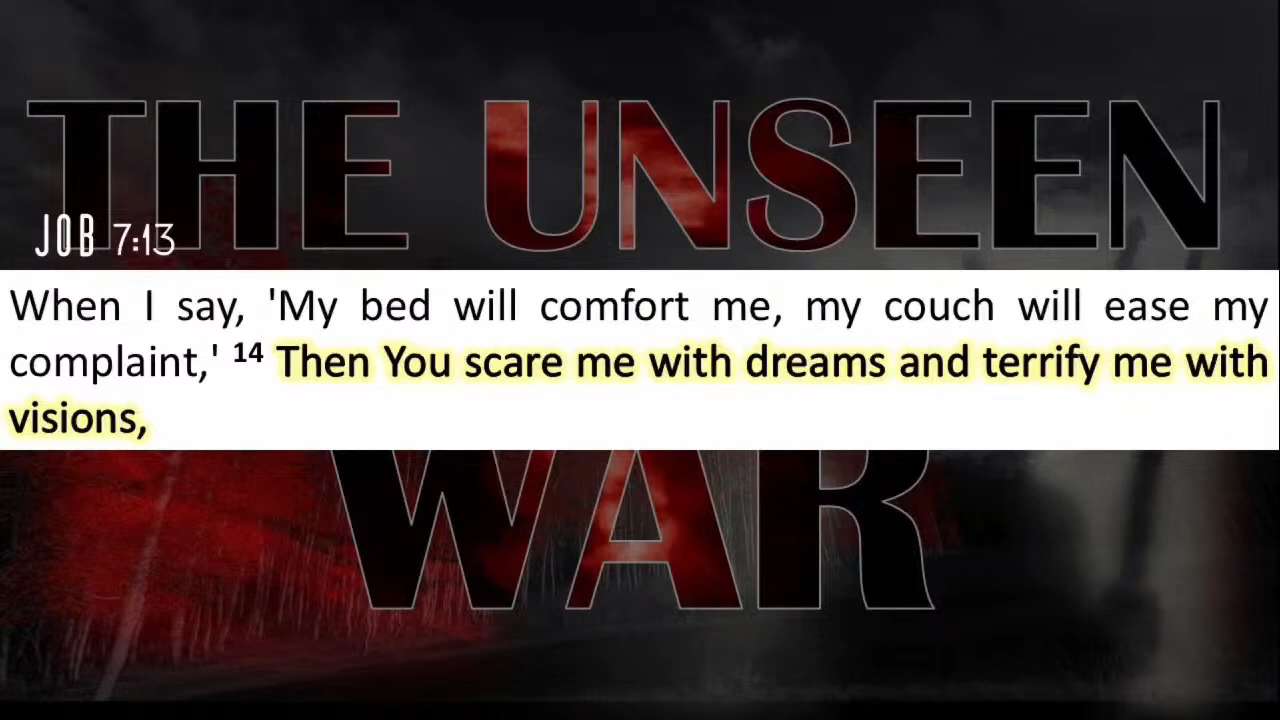 THE UNSEEN
JOB 7:13
When I say, 'My bed will comfort me, my couch will ease my
complaint,' 14 Then You scare me with dreams and terrify me with
visions,
WAR